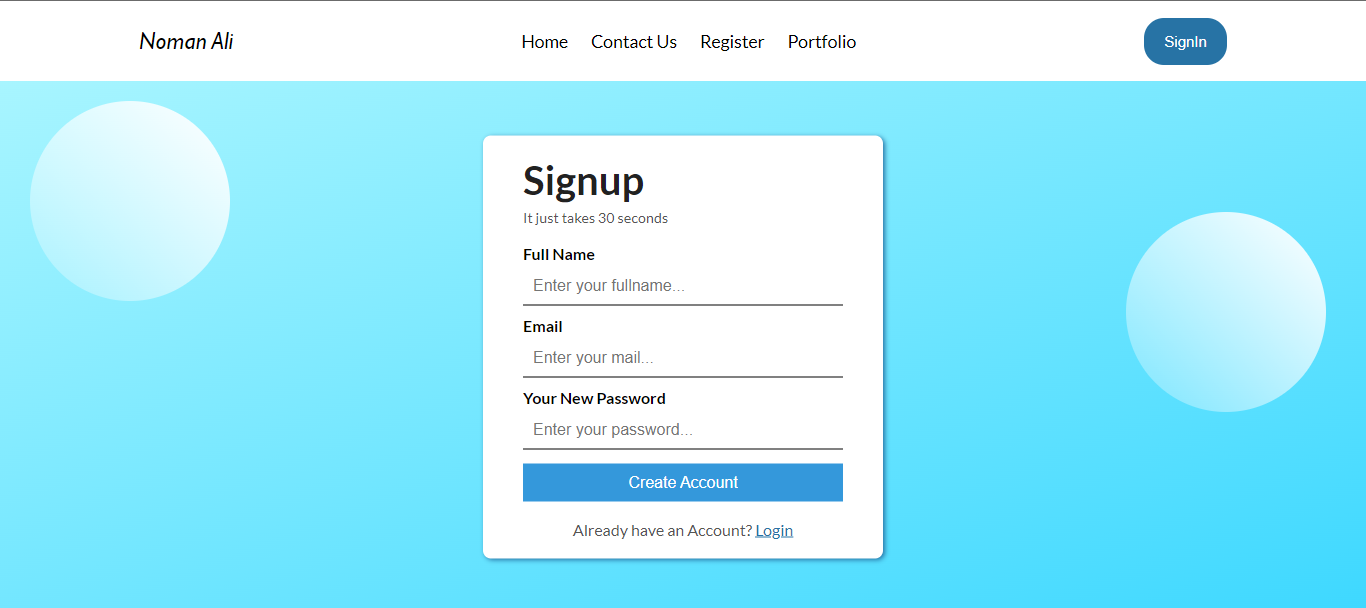 Noman Ali Home Contact Us Register Portfolio SignIn
Signup
It just takes 30 seconds
Full Name
Enter your fullname...
Email
Enter your mail...
Your New Password
Enter your password...
Create Account
Already have an Account? Login